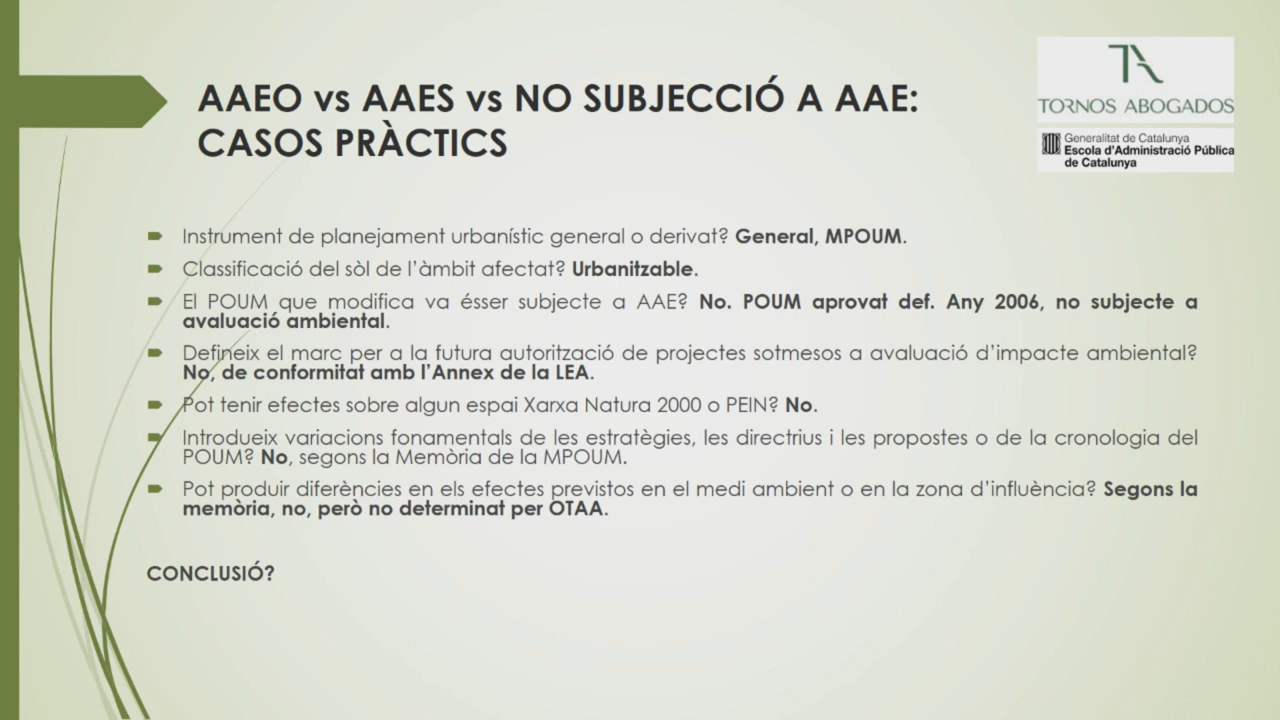 AAEO vs AAES vs NO SUBJECCIÓ A AAE:
CASOS PRÀCTICS
TORNOS ABOGADOS
Generalitat de Catalunya
Escola d'Administració Pública
de Catalunya
Instrument de planejament urbanístic general o derivat? General, MPOUM.
Classificació del sòl de l'àmbit afectat? Urbanitzable.
El POUM que modifica va ésser subjecte a AAE? No. POUM aprovat def. Any 2006, no subjecte a
avaluació ambiental.
Defineix el marc per a la futura autorització de projectes sotmesos a avaluació d'impacte ambiental?
No, de conformitat amb l'Annex de la LEA.
Pot tenir efectes sobre algun espai Xarxa Natura 2000 o PEIN? No.
Introdueix variacions fonamentals de les estratègies, les directrius i les propostes o de la cronologia del
POUM? No, segons la Memòria de la MPOUM.
Pot produir diferències en els efectes previstos en el medi ambient o en la zona d'influència? Segons la
memòria, no, però no determinat per OTAA.
CONCLUSIÓ?